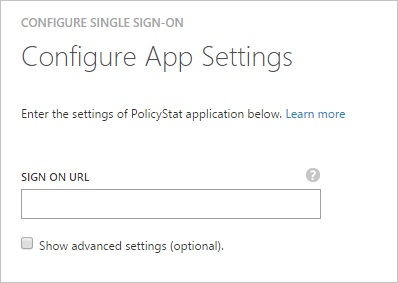 CONFIGURE SINGLE SIGN-ON
Configure App Settings
Enter the settings of PolicyStat application below. Learn more
SIGN ON URL
?
Show advanced settings (optional).